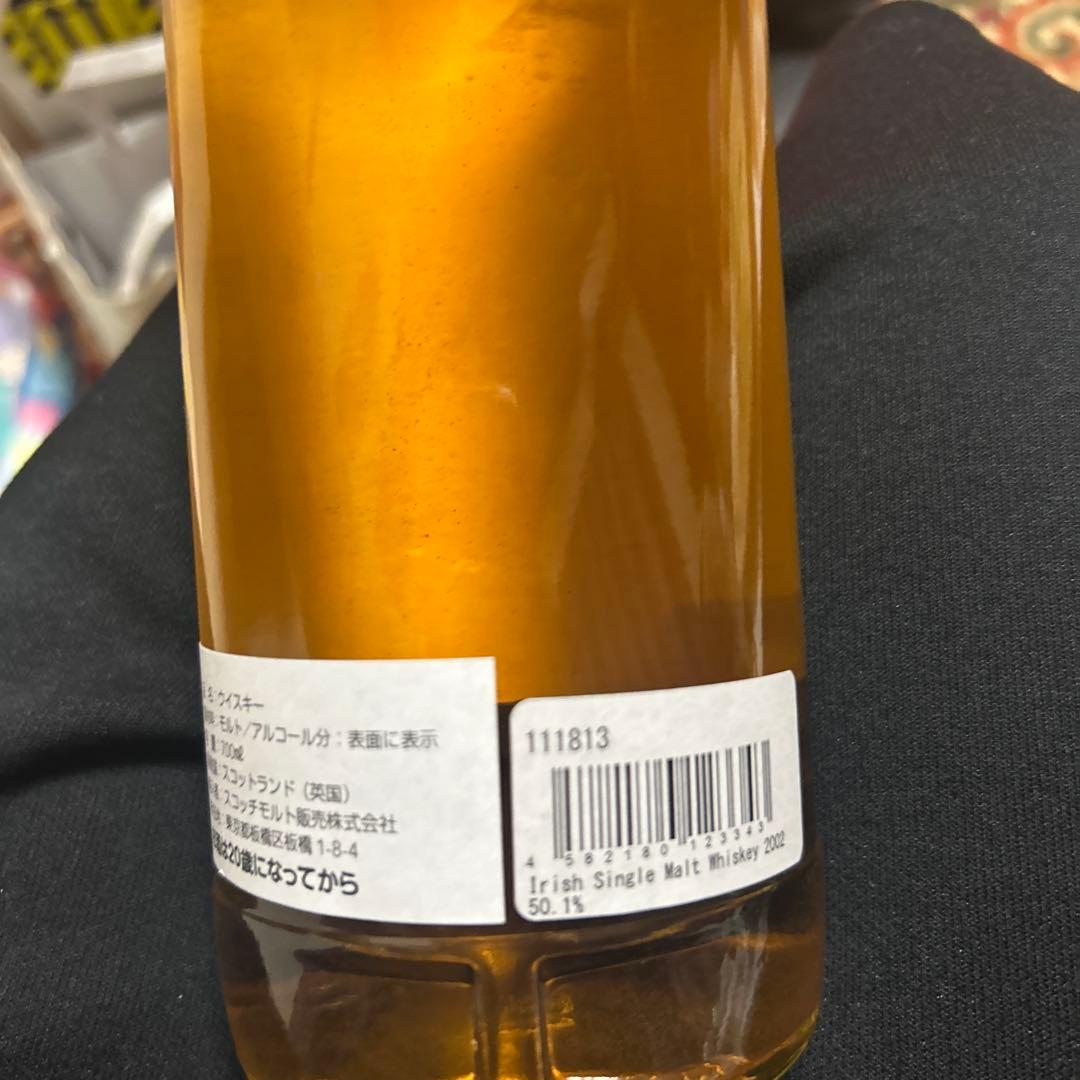 名:ウイスキー
モルト/アルコール分:表面に表示
量:700㎖
スコットランド(英国)
スコッチモルト販売株式会社
東京都板橋区板橋1-8-4
は20歳になってから
111813
4 582180 123343
Irish Single Malt Whiskey 2002
50.1%